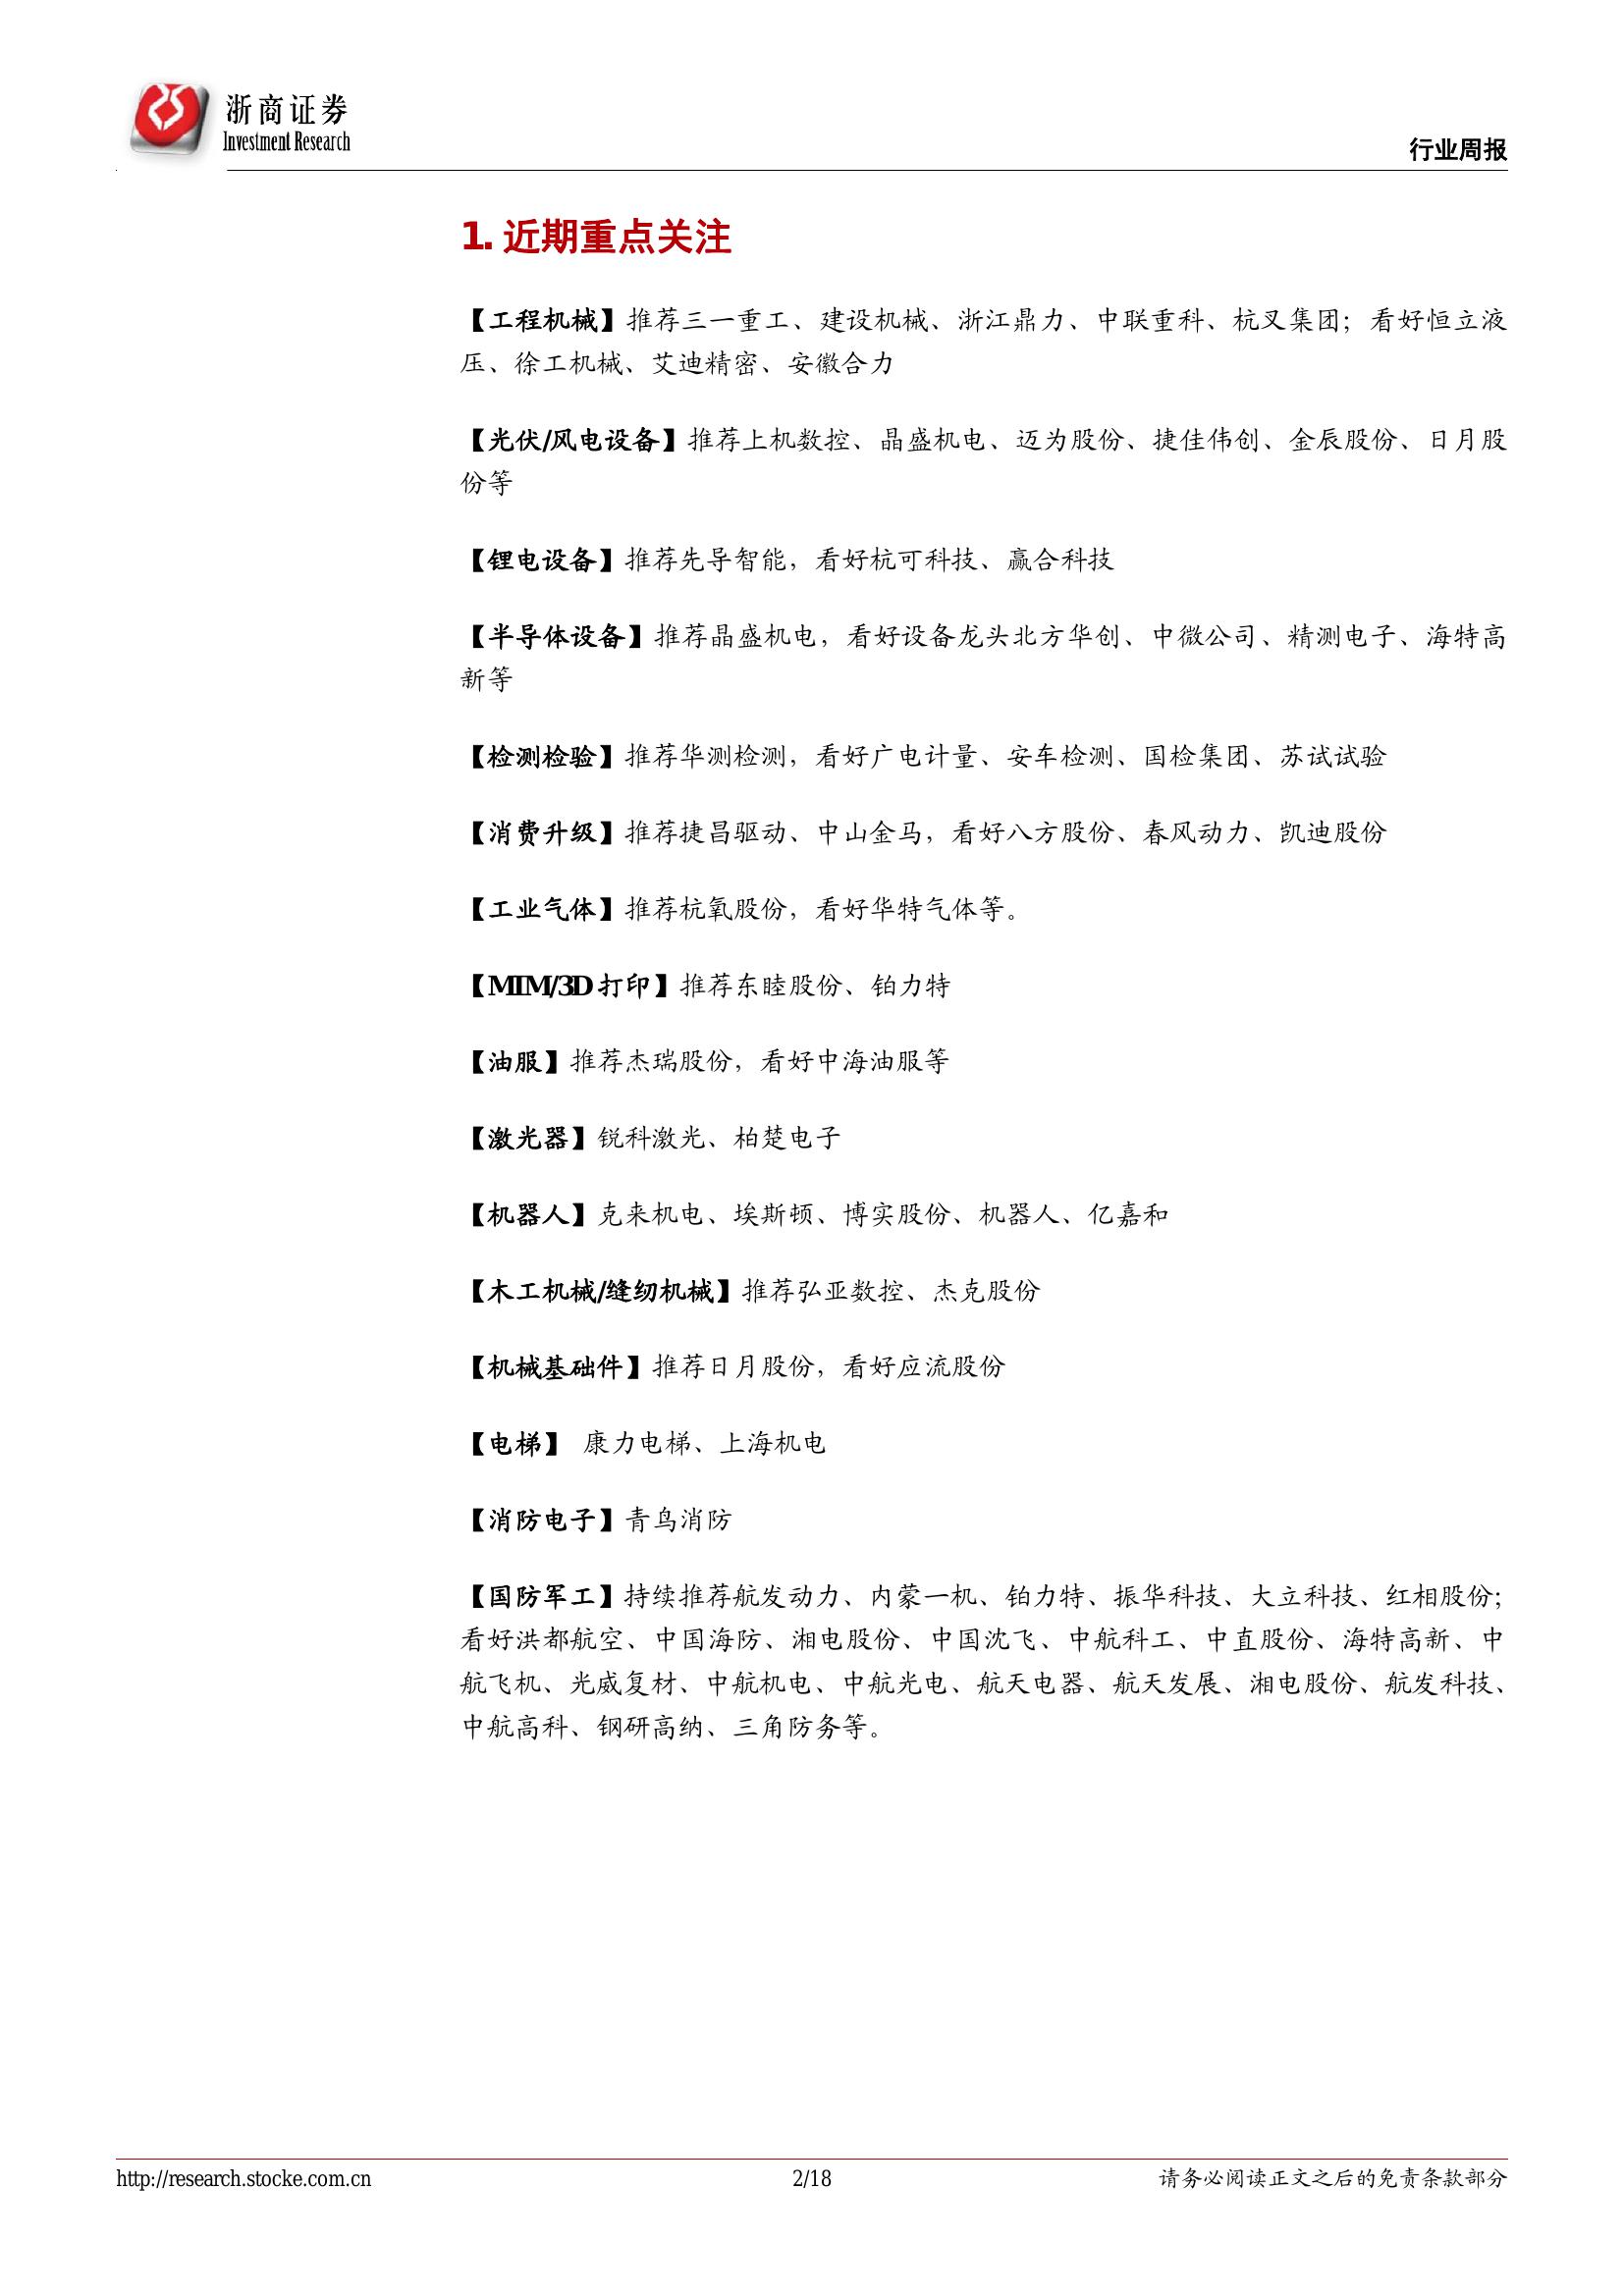 浙商证券
Investment Research
行业周报
1. 近期重点关注
【工程机械】推荐三一重工、建设机械、浙江鼎力、中联重科、杭叉集团；看好恒立液
压、徐工机械、艾迪精密、安徽合力
【光伏/风电设备】推荐上机数控、晶盛机电、迈为股份、捷佳伟创、金辰股份、日月股
份等
【锂电设备】推荐先导智能，看好杭可科技、赢合科技
【半导体设备】推荐晶盛机电，看好设备龙头北方华创、中微公司、精测电子、海特高
新等
【检测检验】推荐华测检测，看好广电计量、安车检测、国检集团、苏试试验
【消费升级】推荐捷昌驱动、中山金马，看好八方股份、春风动力、凯迪股份
【工业气体】推荐杭氧股份，看好华特气体等。
【MIM/3D 打印】推荐东睦股份、铂力特
【油服】推荐杰瑞股份，看好中海油服等
【激光器】锐科激光、柏楚电子
【机器人】克来机电、埃斯顿、博实股份、机器人、亿嘉和
【木工机械/缝纫机械】推荐弘亚数控、杰克股份
【机械基础件】推荐日月股份，看好应流股份
【电梯】 康力电梯、上海机电
【消防电子】青鸟消防
【国防军工】持续推荐航发动力、内蒙一机、铂力特、振华科技、大立科技、红相股份；
看好洪都航空、中国海防、湘电股份、中国沈飞、中航科工、中直股份、海特高新、中
航飞机、光威复材、中航机电、中航光电、航天电器、航天发展、湘电股份、航发科技、
中航高科、钢研高纳、三角防务等。
http://research.stocke.com.cn
2/18
请务必阅读正文之后的免责条款部分